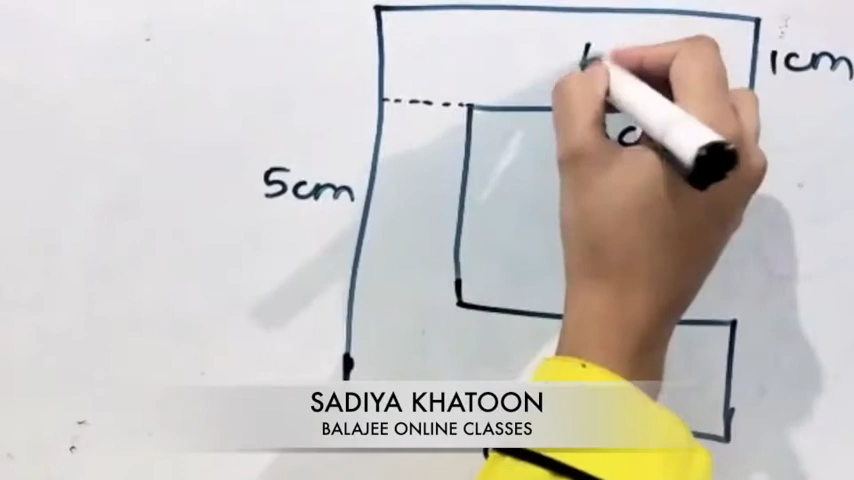 1cm
5cm
SADIYA KHATOON
BALAJEE ONLINE CLASSES